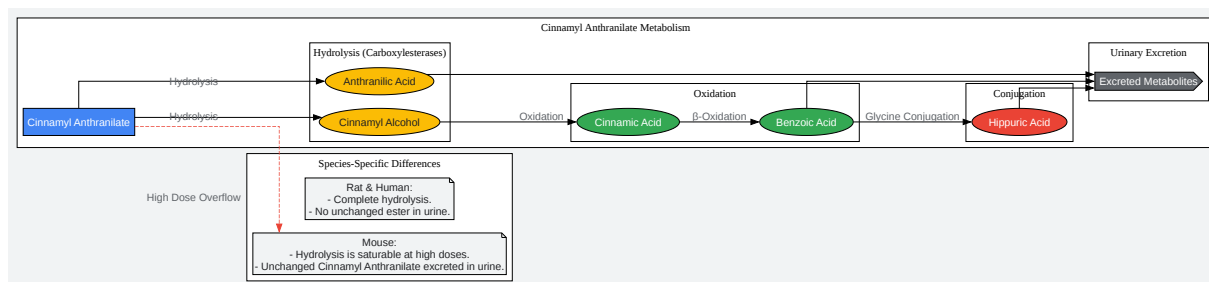 Cinnamyl Anthranilate Metabolism
Hydrolysis (Carboxylesterases)
Urinary Excretion
Hydrolysis
Anthranilic Acid
Excreted Metabolites
Oxidation
Conjugation
Cinnamyl Anthranilate
Hydrolysis
Cinnamyl Alcohol
Oxidation
Cinnamic Acid
β-Oxidation
Benzoic Acid
Glycine Conjugation
Hippuric Acid
Species-Specific Differences
High Dose Overflow
Rat & Human:
- Complete hydrolysis.
- No unchanged ester in urine.
Mouse:
- Hydrolysis is saturable at high doses.
- Unchanged Cinnamyl Anthranilate excreted in urine.